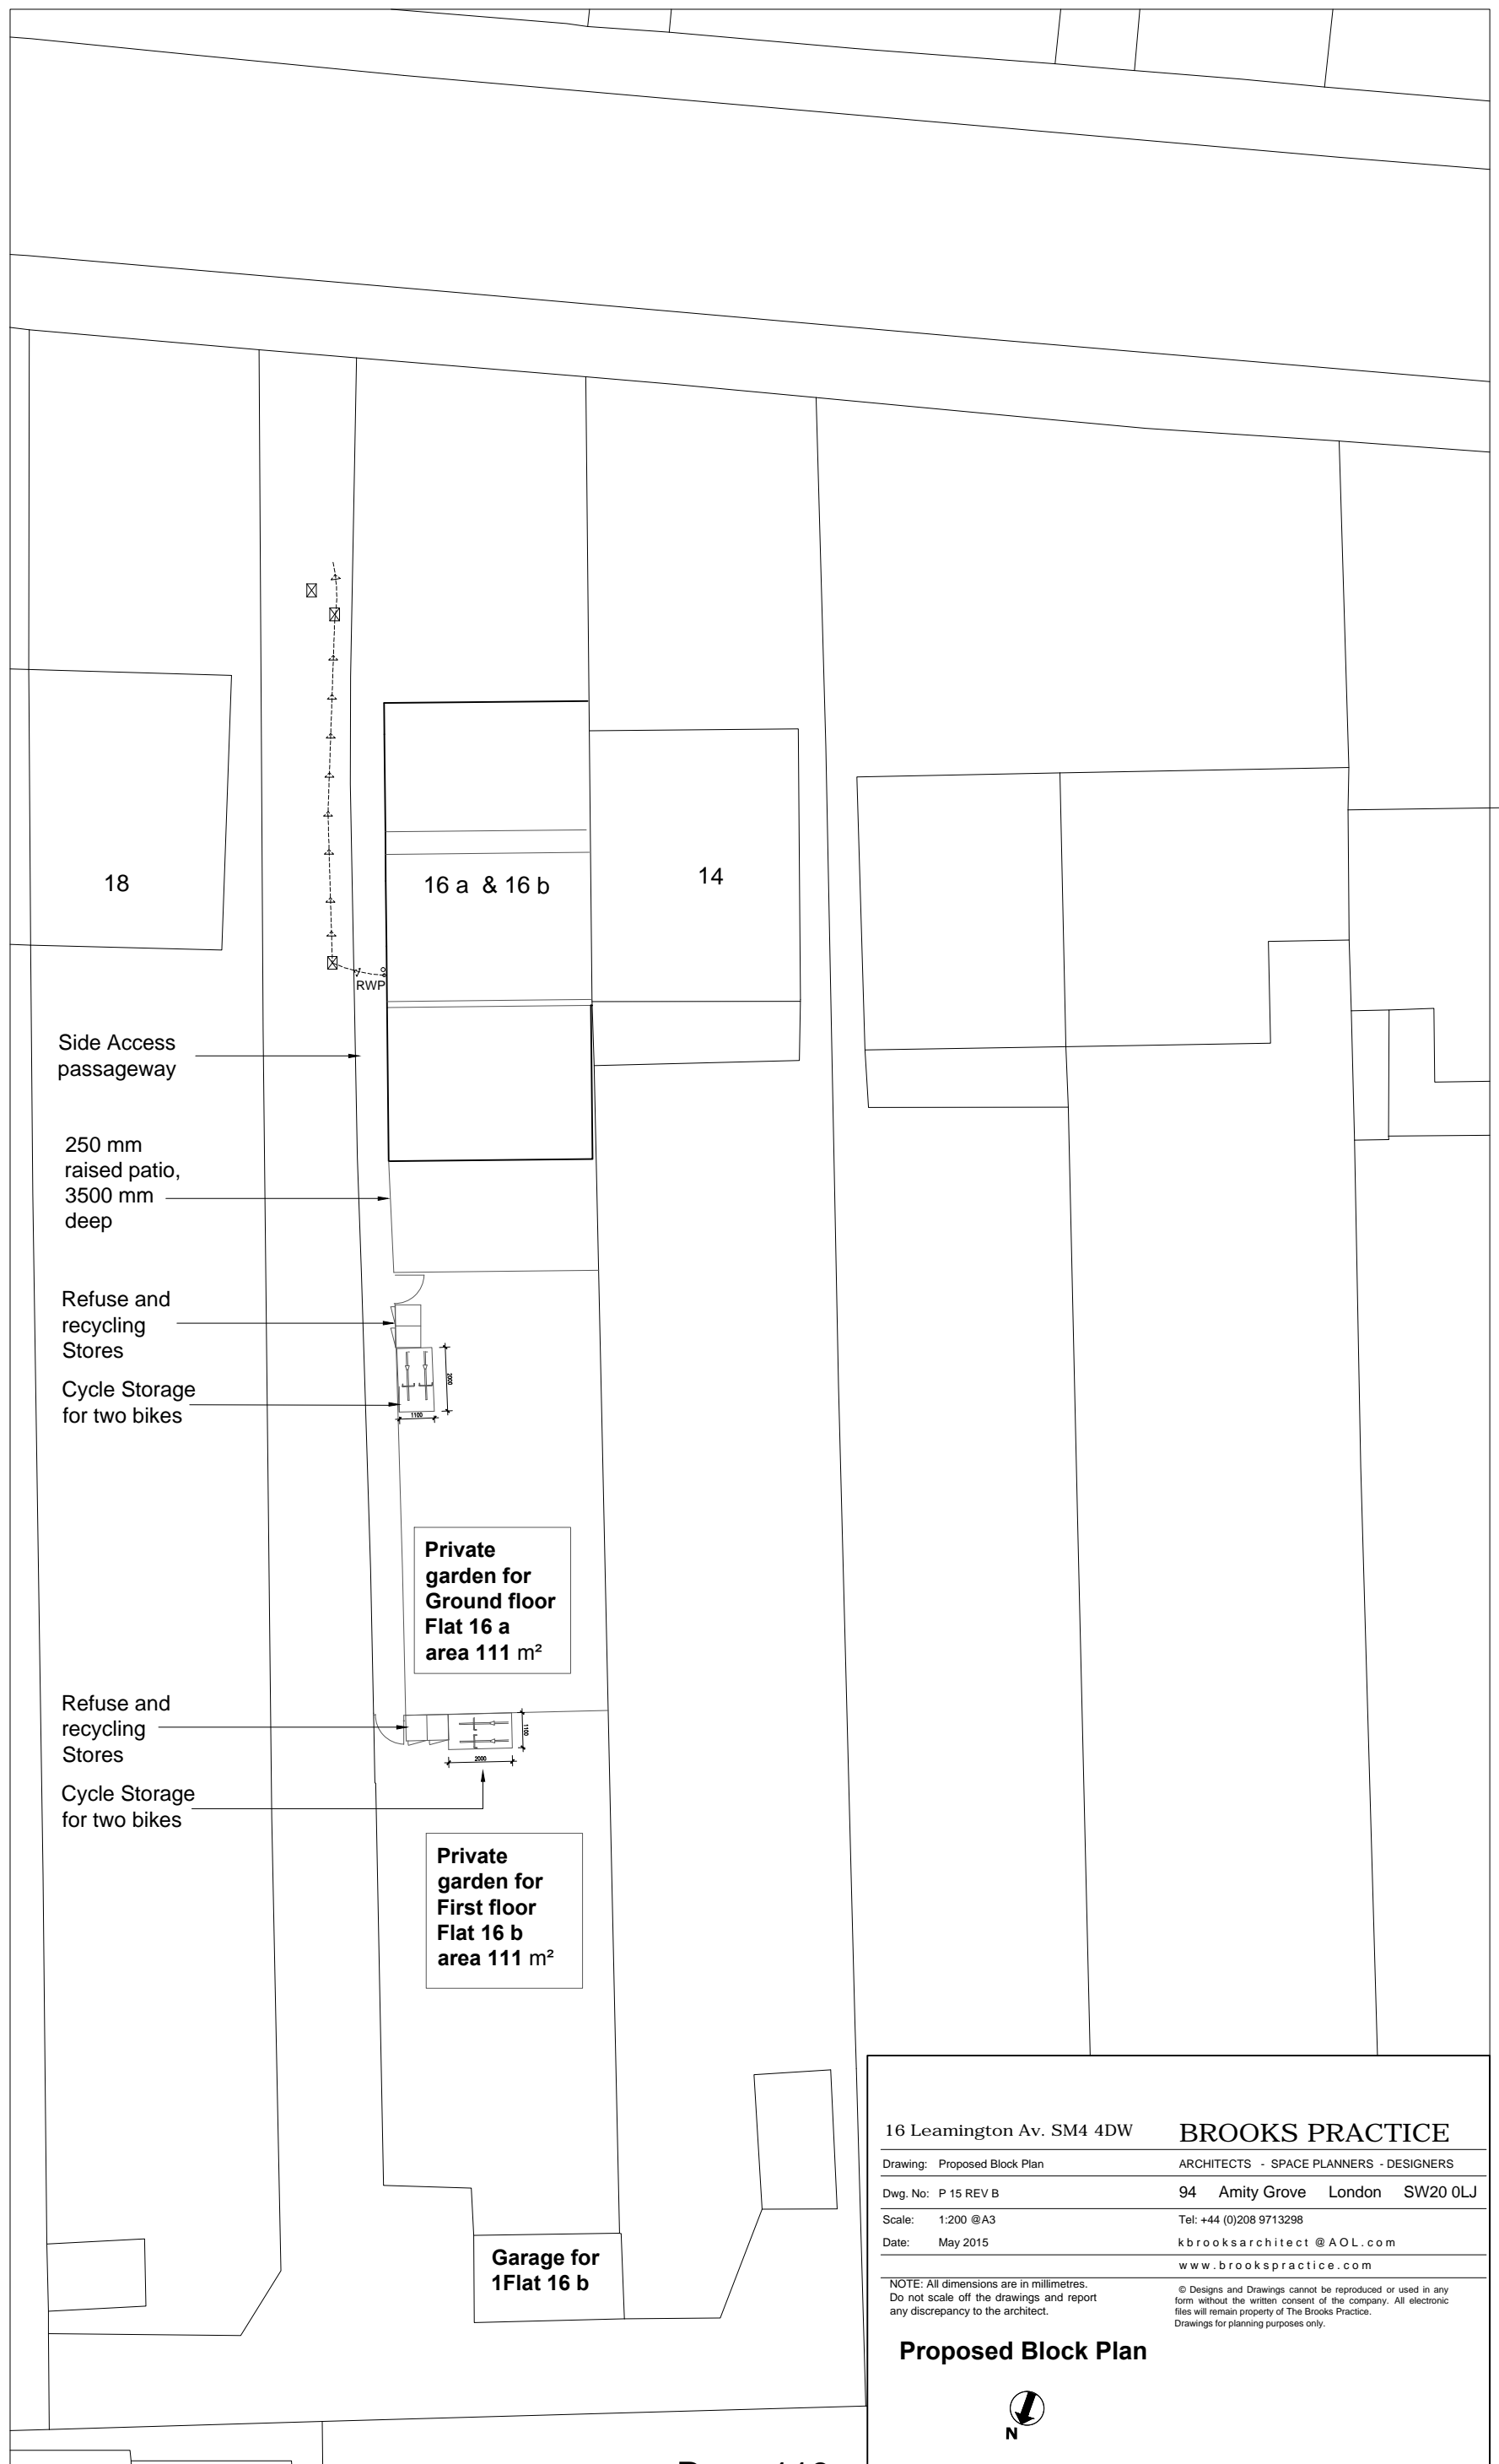 18
16 a & 16 b
14
RWP
Side Access
passageway
250 mm
raised patio,
3500 mm
deep
Refuse and
recycling
Stores
2000
Cycle Storage
for two bikes
1100
Private
garden for
Ground floor
Flat 16 a
area 111 m²
Refuse and
recycling
Stores
1100
2000
Cycle Storage
for two bikes
Private
garden for
First floor
Flat 16 b
area 111 m²
Garage for
1Flat 16 b
16 Leamington Av. SM4 4DW
Drawing: Proposed Block Plan
Dwg. No: P 15 REV B
Scale: 1:200 @A3
Date: May 2015
NOTE: All dimensions are in millimetres.
Do not scale off the drawings and report
any discrepancy to the architect.
BROOKS PRACTICE
ARCHITECTS - SPACE PLANNERS - DESIGNERS
94 Amity Grove London SW20 0LJ
Tel: +44 (0)208 9713298
kbrooksarchitect @ AOL.com
www.brookspractice.com
© Designs and Drawings cannot be reproduced or used in any
form without the written consent of the company. All electronic
files will remain property of The Brooks Practice.
Drawings for planning purposes only.
Proposed Block Plan
N